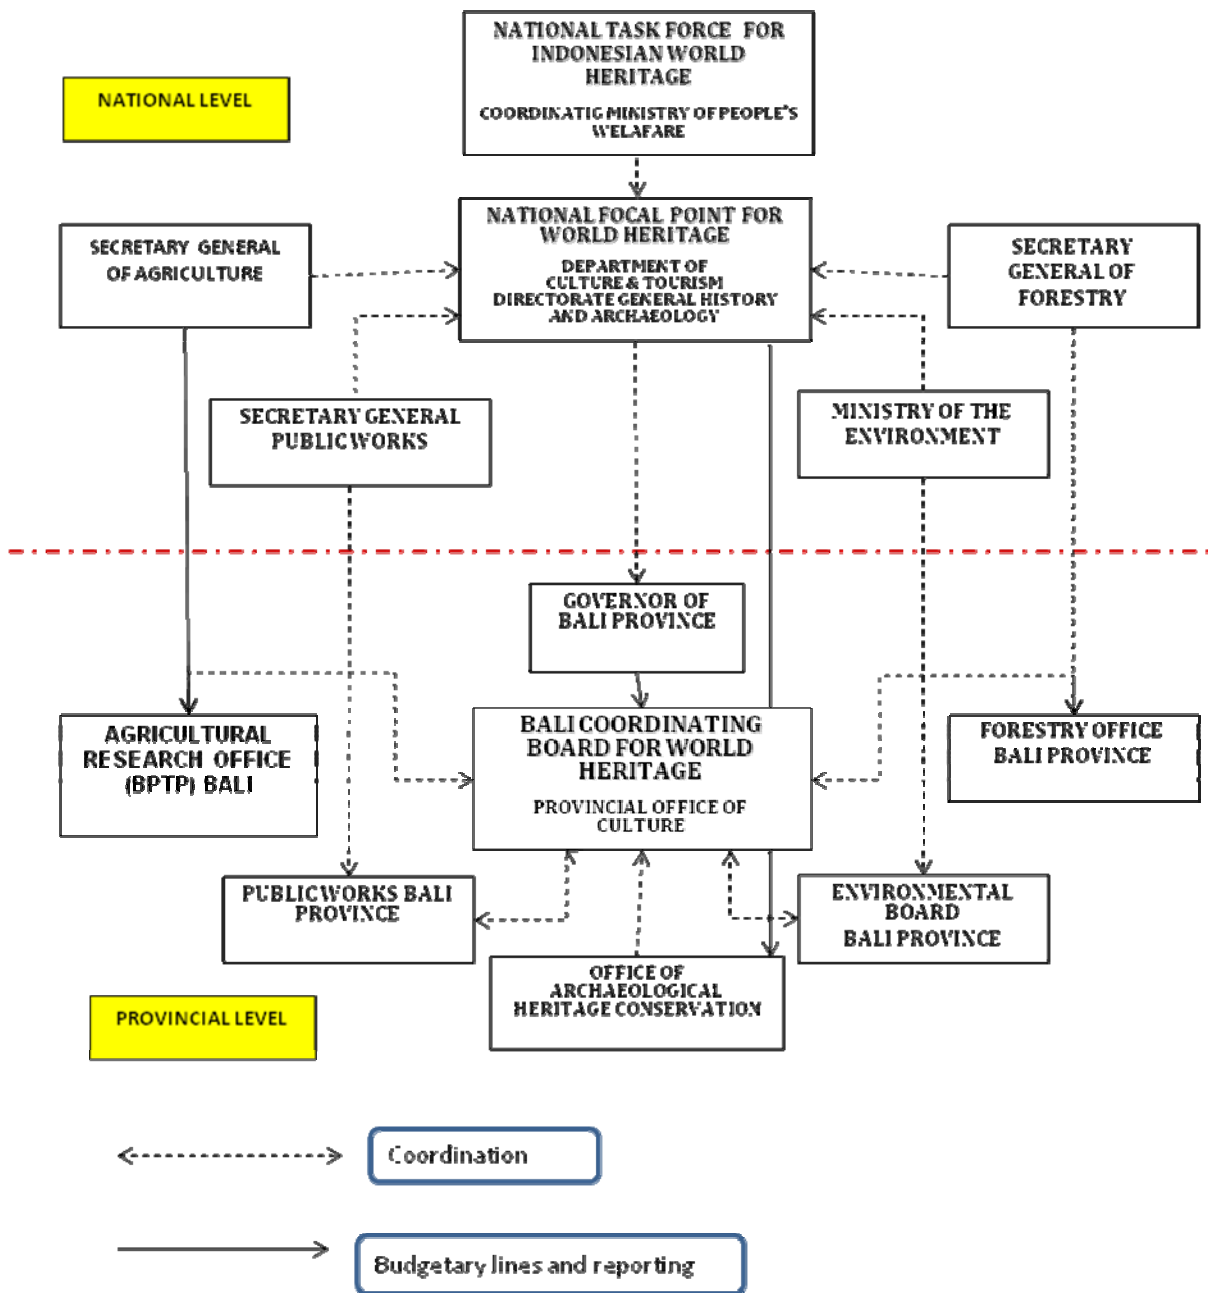 NATIONAL TASK FORCE FOR
INDONESIAN WORLD
HERITAGE
COORDINATIG MINISTRY OF PEOPLE'S
WELAFARE
NATIONAL LEVEL
NATIONAL FOCAL POINT FOR
WORLD HERITAGE
DEPARTMENT OF
CULTURE & TOURISM
DIRECTORATE GENERAL HISTORY
AND ARCHAEOLOGY
SECRETARY GENERAL
OF AGRICULTURE
SECRETARY
GENERAL OF
FORESTRY
SECRETARY GENERAL
PUBLIC WORKS
MINISTRY OF THE
ENVIRONMENT
GOVERNOR OF
BALI PROVINCE
AGRICULTURAL
RESEARCH OFFICE
(BPTP) BALI
BALI COORDINATING
BOARD FOR WORLD
HERITAGE
PROVINCIAL OFFICE OF
CULTURE
FORESTRY OFFICE
BALI PROVINCE
PUBLIC WORKS BALI
PROVINCE
ENVIRONMENTAL
BOARD
BALI PROVINCE
OFFICE OF
ARCHAEOLOGICAL
HERITAGE CONSERVATION
PROVINCIAL LEVEL
Coordination
Budgetary lines and reporting